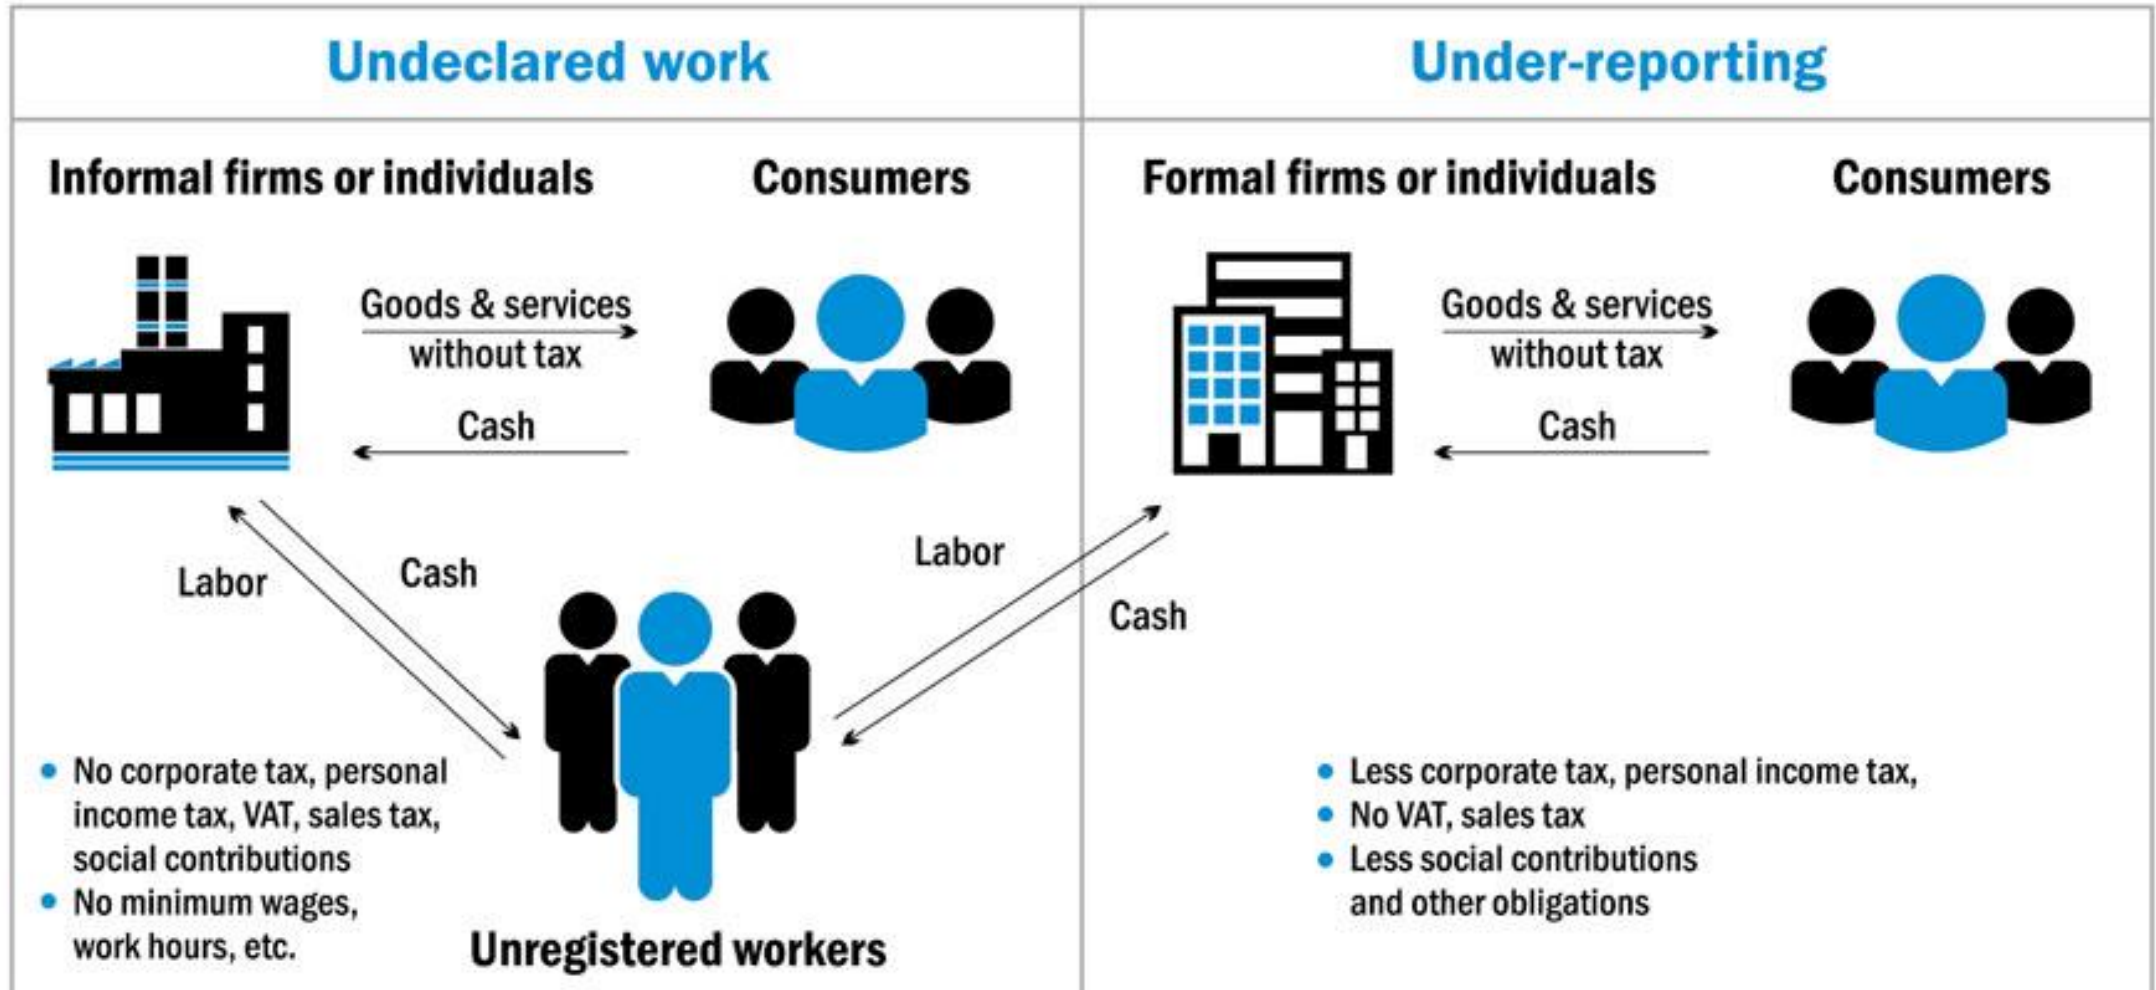 Undeclared work
Under-reporting
Informal firms or individuals
Consumers
Goods & services
without tax
Cash
Labor
Cash
Unregistered workers
• No corporate tax, personal
income tax, VAT, sales tax,
social contributions
• No minimum wages,
work hours, etc.
Formal firms or individuals
Consumers
Goods & services
without tax
Cash
Labor
Cash
• Less corporate tax, personal income tax,
• No VAT, sales tax
• Less social contributions
and other obligations